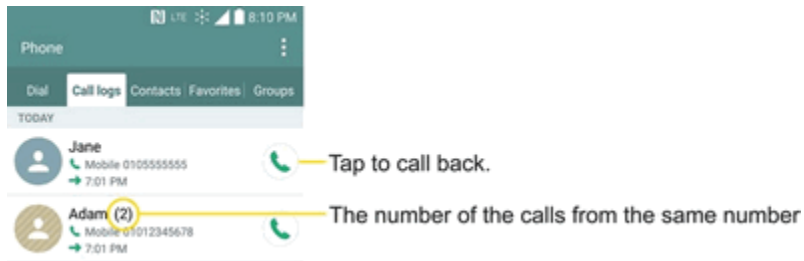 LTE 8:10 PM
Phone
Dial Call logs Contacts Favorites Groups
TODAY
Jane
Mobile 0105555555
7:01 PM
Tap to call back.
Adam (2)
Mobile 01012345678
7:01 PM
The number of the calls from the same number